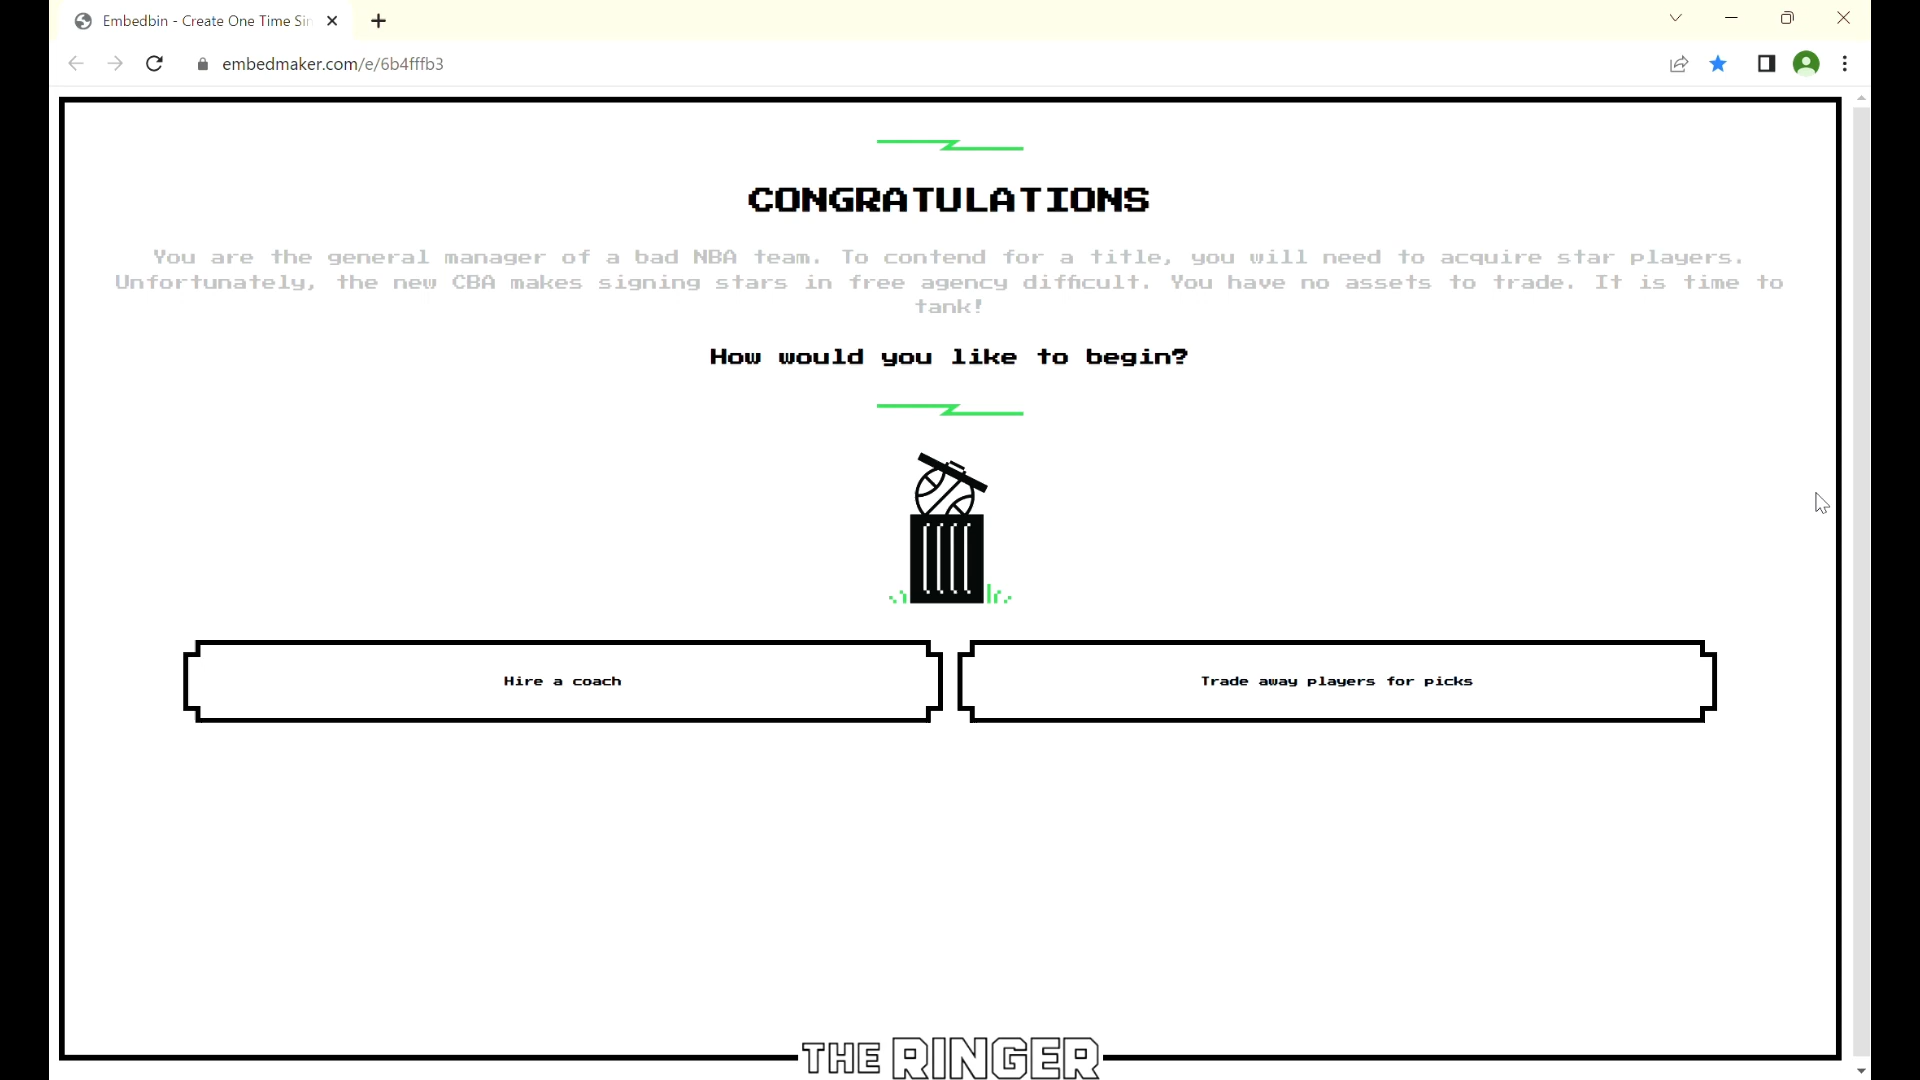 Embedbin - Create One Time Sin
embedmaker.com/e/6b4fffb3
CONGRATULATIONS
You are the general manager of a bad NBA team. To contend for a title, you will need to acquire star players.
Unfortunately, the new CBA makes signing stars in free agency difficult. You have no assets to trade. It is time to
tank!
How would you like to begin?
Hire a coach
Trade away players for picks
THE RINGER